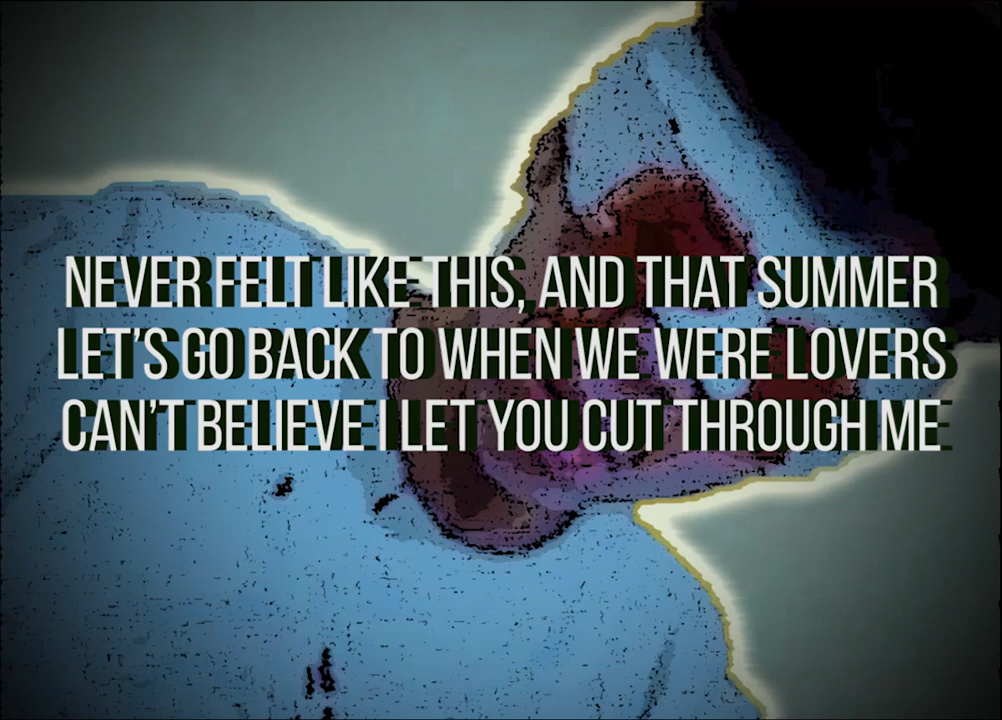 NEVER FELT LIKE THIS, AND THAT SUMMER
LET'S GO BACK TO WHEN WE WERE LOVERS
CAN'T BELIEVE I LET YOU CUT THROUGH ME